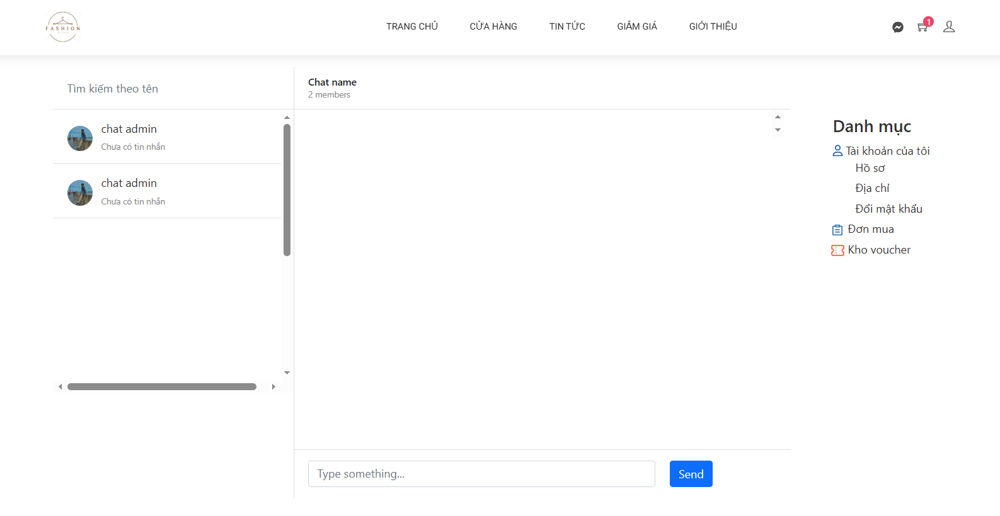 FASHION
TRANG CHỦ
CỬA HÀNG
TIN TỨC
GIẢM GIÁ
GIỚI THIỆU
1
Tìm kiếm theo tên
chat admin
Chưa có tin nhắn
chat admin
Chưa có tin nhắn
Chat name
2 members
Type something...
Send
Danh mục
Tài khoản của tôi
Hồ sơ
Địa chỉ
Đổi mật khẩu
Đơn mua
Kho voucher